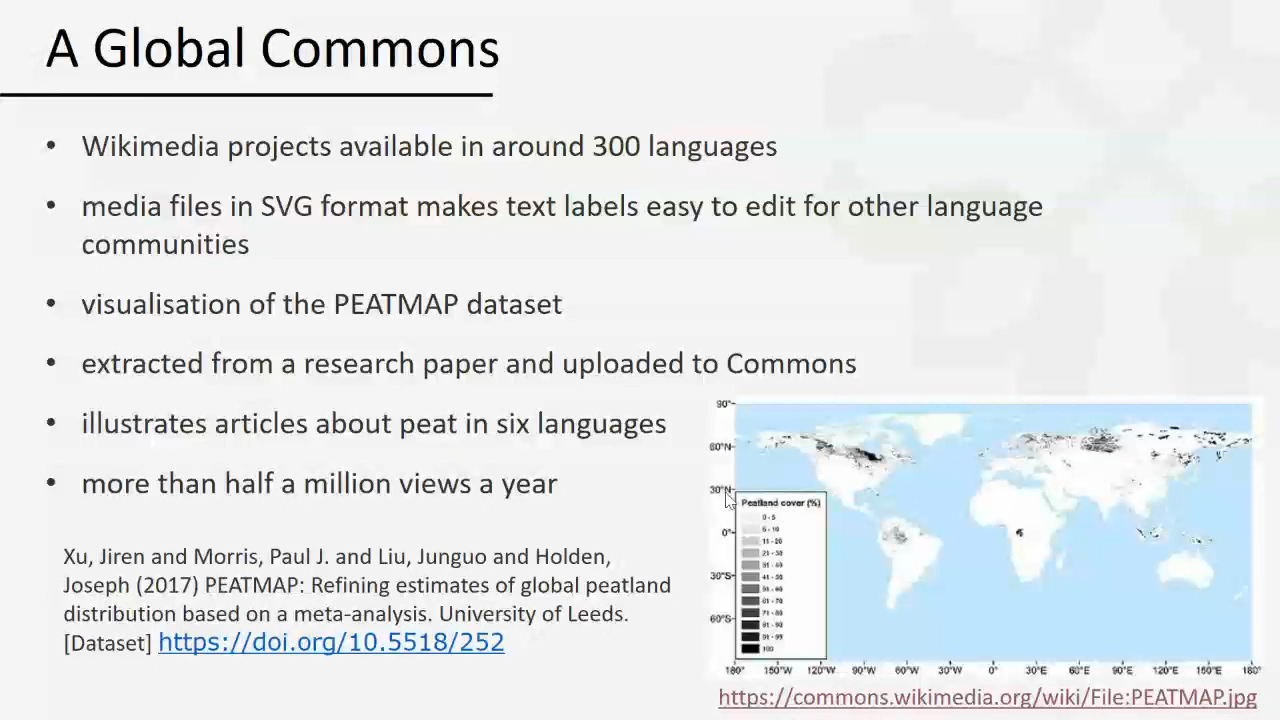 A Global Commons
• Wikimedia projects available in around 300 languages
• media files in SVG format makes text labels easy to edit for other language
communities
• visualisation of the PEATMAP dataset
• extracted from a research paper and uploaded to Commons
• illustrates articles about peat in six languages
• more than half a million views a year
Xu, Jiren and Morris, Paul J. and Liu, Junguo and Holden,
Joseph (2017) PEATMAP: Refining estimates of global peatland
distribution based on a meta-analysis. University of Leeds.
[Dataset] https://doi.org/10.5518/252
90°
60°N
30°N
0°
30°S
60°S
Peatland cover (%)
0 - 5
5 - 10
11 - 20
21 - 30
31 - 40
41 - 50
51 - 60
61 - 70
71 - 80
81 - 90
91 - 99
100
180° 150°W 120°W 90°W 60°W 30°W 0° 30°E 60°E 90°E 120°E 150°E 180°
https://commons.wikimedia.org/wiki/File:PEATMAP.jpg